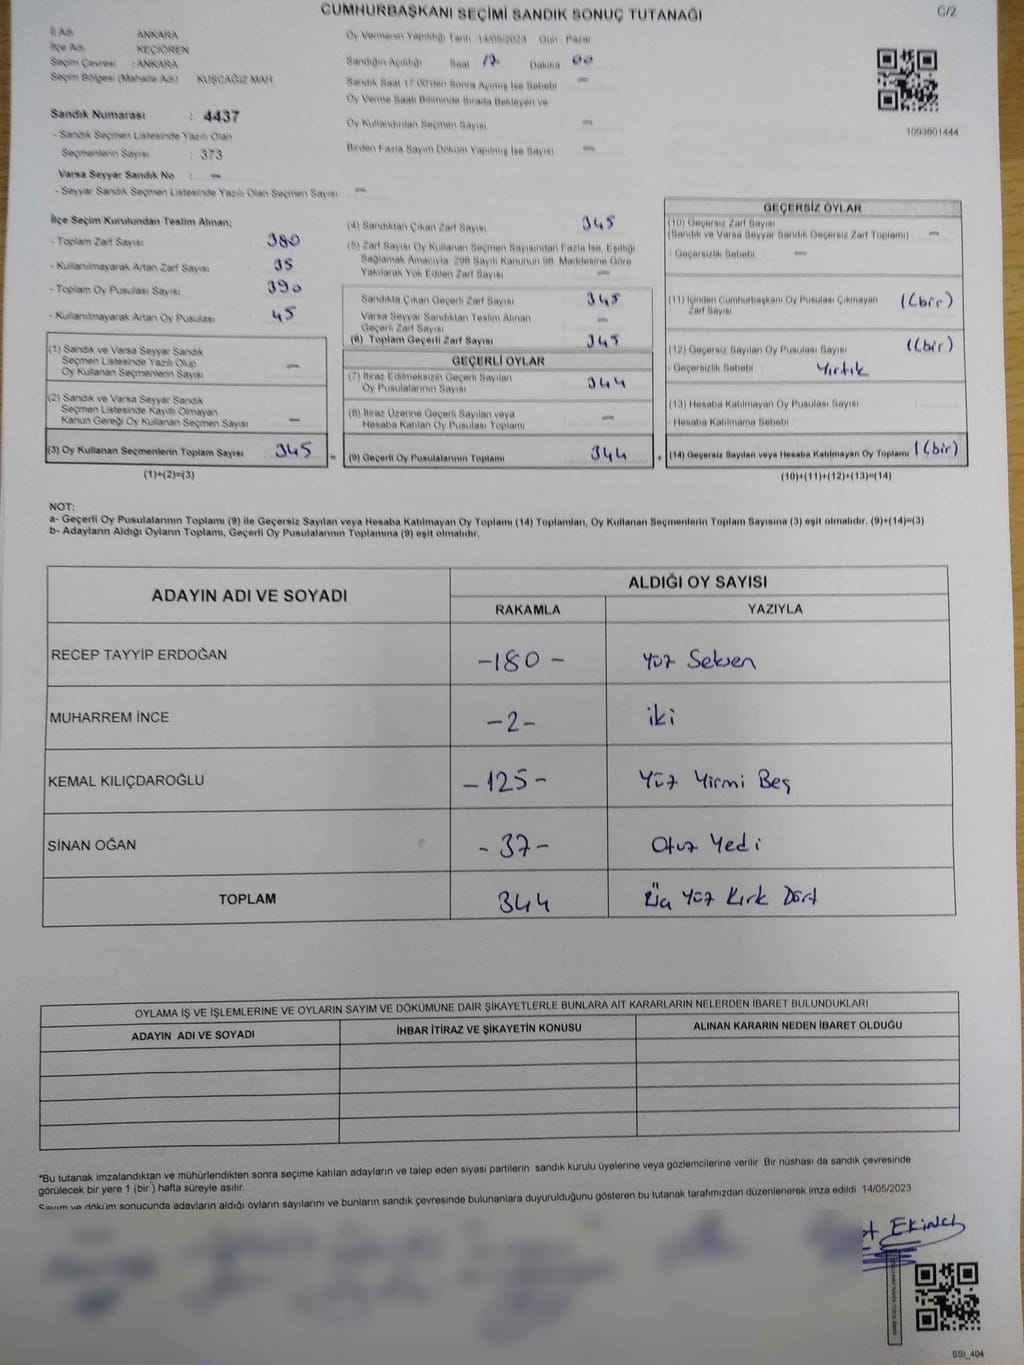 CUMHURBAŞKANI SEÇİMİ SANDIK SONUÇ TUTANAĞI
C/2
İl Adı ANKARA
İlçe Adı KEÇİÖREN
Seçim Çevresi : ANKARA
Seçim Bölgesi (Mahalle Adı) KUŞCAĞIZ MAH
Oy Vermenin Yapıldığı Tarih 14/05/2023 Gün Pazar
Sandığın Açıldığı Saat 17 Dakika 00
Sandık Saat 17:00'den Sonra Açılmış İse Sebebi –
Oy Verme Saati Bitiminde Sırada Bekleyen ve
Oy Kullandırılan Seçmen Sayısı –
Birden Fazla Sayım Döküm Yapılmış İse Sayısı –
1093601444
Sandık Numarası : 4437
- Sandık Seçmen Listesinde Yazılı Olan
Seçmenlerin Sayısı : 373
Varsa Seyyar Sandık No : –
- Seyyar Sandık Seçmen Listesinde Yazılı Olan Seçmen Sayısı –
İlçe Seçim Kurulundan Teslim Alınan;
- Toplam Zarf Sayısı 380
- Kullanılmayarak Artan Zarf Sayısı 35
- Toplam Oy Pusulası Sayısı 390
- Kullanılmayarak Artan Oy Pusulası 45
(1) Sandık ve Varsa Seyyar Sandık
Seçmen Listesinde Yazılı Olup
Oy Kullanan Seçmenlerin Sayısı –
(2) Sandık ve Varsa Seyyar Sandık
Seçmen Listesinde Kayıtlı Olmayan
Kanun Gereği Oy Kullanan Seçmen Sayısı –
(3) Oy Kullanan Seçmenlerin Toplam Sayısı 345
(1)+(2)=(3)
(4) Sandıktan Çıkan Zarf Sayısı 345
(5) Zarf Sayısı Oy Kullanan Seçmen Sayısından Fazla İse, Eşitliği
Sağlamak Amacıyla, 298 Sayılı Kanunun 98. Maddesine Göre
Yakılarak Yok Edilen Zarf Sayısı –
Sandıkta Çıkan Geçerli Zarf Sayısı 345
Varsa Seyyar Sandıktan Teslim Alınan
Geçerli Zarf Sayısı –
(6) Toplam Geçerli Zarf Sayısı 345
GEÇERLİ OYLAR
(7) İtiraz Edilmeksizin Geçerli Sayılan
Oy Pusulalarının Sayısı 344
(8) İtiraz Üzerine Geçerli Sayılan veya
Hesaba Katılan Oy Pusulası Toplamı –
= (9) Geçerli Oy Pusulalarının Toplamı 344
GEÇERSİZ OYLAR
(10) Geçersiz Zarf Sayısı
(Sandık ve Varsa Seyyar Sandık Geçersiz Zarf Toplamı) –
- Geçersizlik Sebebi –
(11) İçinden Cumhurbaşkanı Oy Pusulası Çıkmayan
Zarf Sayısı 1(bir)
(12) Geçersiz Sayılan Oy Pusulası Sayısı 1(bir)
- Geçersizlik Sebebi Yırtık
(13) Hesaba Katılmayan Oy Pusulası Sayısı
- Hesaba Katılmama Sebebi
+ (14) Geçersiz Sayılan veya Hesaba Katılmayan Oy Toplamı 1(bir)
(10)+(11)+(12)+(13)=(14)
NOT:
a- Geçerli Oy Pusulalarının Toplamı (9) ile Geçersiz Sayılan veya Hesaba Katılmayan Oy Toplamı (14) Toplamları, Oy Kullanan Seçmenlerin Toplam Sayısına (3) eşit olmalıdır. (9)+(14)=(3)
b- Adayların Aldığı Oyların Toplamı, Geçerli Oy Pusulalarının Toplamına (9) eşit olmalıdır.
ADAYIN ADI VE SOYADI
ALDIĞI OY SAYISI
RAKAMLA YAZIYLA
RECEP TAYYİP ERDOĞAN -180- Yüz Seksen
MUHARREM İNCE -2- iki
KEMAL KILIÇDAROĞLU -125- Yüz Yirmi Beş
SİNAN OĞAN -37- Otuz Yedi
TOPLAM 344 Üç Yüz Kırk Dört
OYLAMA İŞ VE İŞLEMLERİNE VE OYLARIN SAYIM VE DÖKÜMÜNE DAİR ŞİKAYETLERLE BUNLARA AİT KARARLARIN NELERDEN İBARET BULUNDUKLARI
ADAYIN ADI VE SOYADI İHBAR İTİRAZ VE ŞİKAYETİN KONUSU ALINAN KARARIN NEDEN İBARET OLDUĞU
*Bu tutanak imzalandıktan ve mühürlendikten sonra seçime katılan adayların ve talep eden siyasi partilerin sandık kurulu üyelerine veya gözlemcilerine verilir. Bir nüshası da sandık çevresinde
görülecek bir yere 1 (bir) hafta süreyle asılır.
Sayım ve döküm sonucunda adayların aldığı oyların sayılarını ve bunların sandık çevresinde bulunanlara duyurulduğunu gösteren bu tutanak tarafımızdan düzenlenerek imza edildi. 14/05/2023
Ekinci
SSI_404